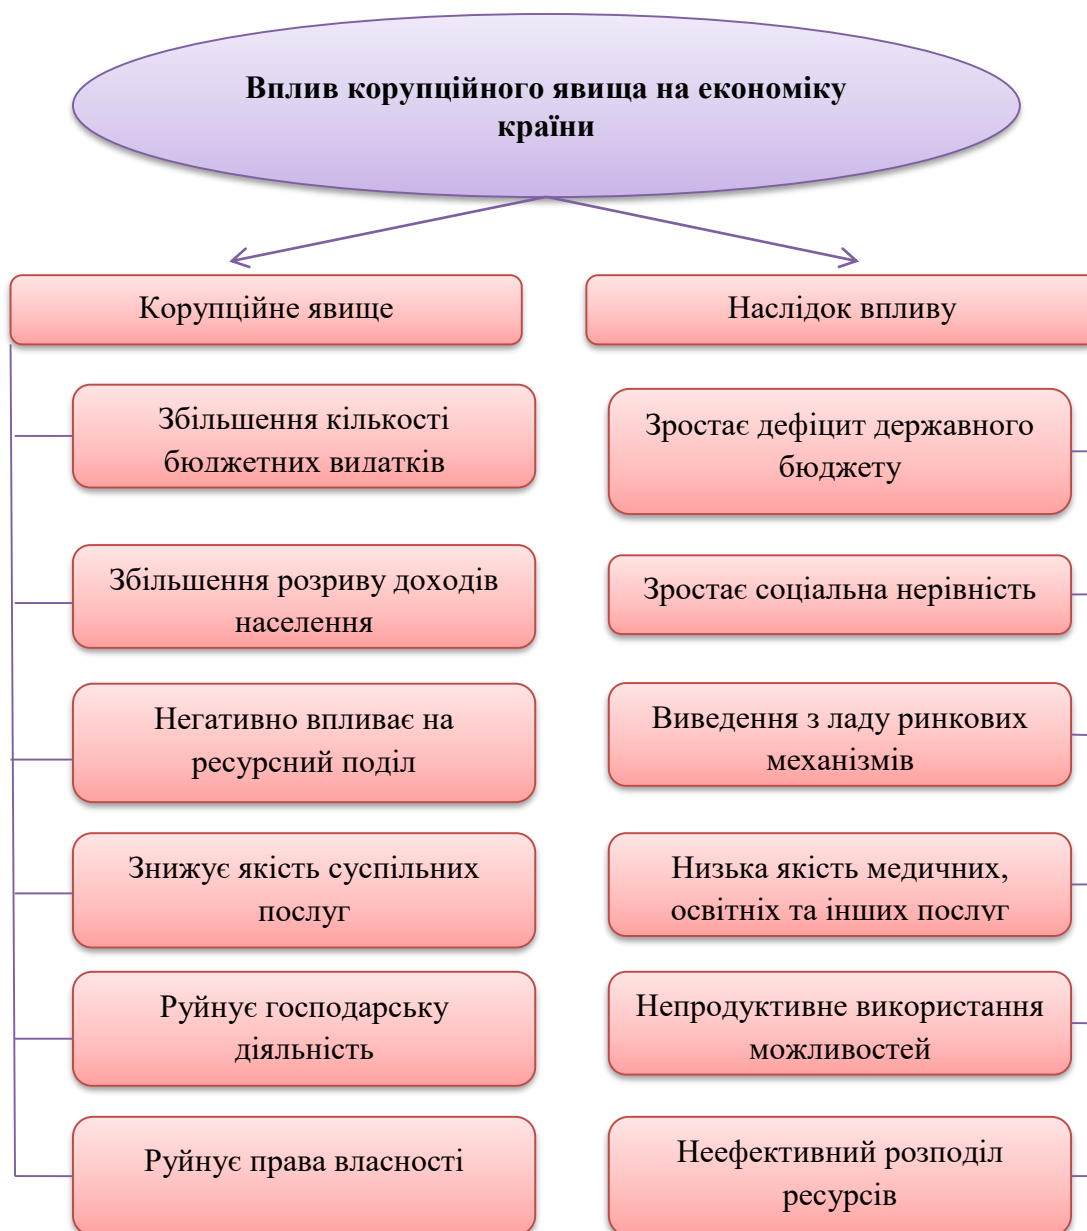 Вплив корупційного явища на економіку
країни
Корупційне явище
Наслідок впливу
Збільшення кількості
бюджетних видатків
Зростає дефіцит державного
бюджету
Збільшення розриву доходів
населення
Зростає соціальна нерівність
Негативно впливає на
ресурсний поділ
Виведення з ладу ринкових
механізмів
Знижує якість суспільних
послуг
Низька якість медичних,
освітніх та інших послуг
Руйнує господарську
діяльність
Непродуктивне використання
можливостей
Руйнує права власності
Неефективний розподіл
ресурсів